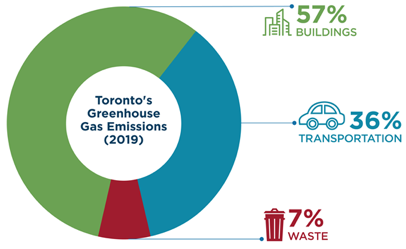 57%
BUILDINGS
Toronto's
Greenhouse
Gas Emissions
(2019)
36%
TRANSPORTATION
7%
WASTE